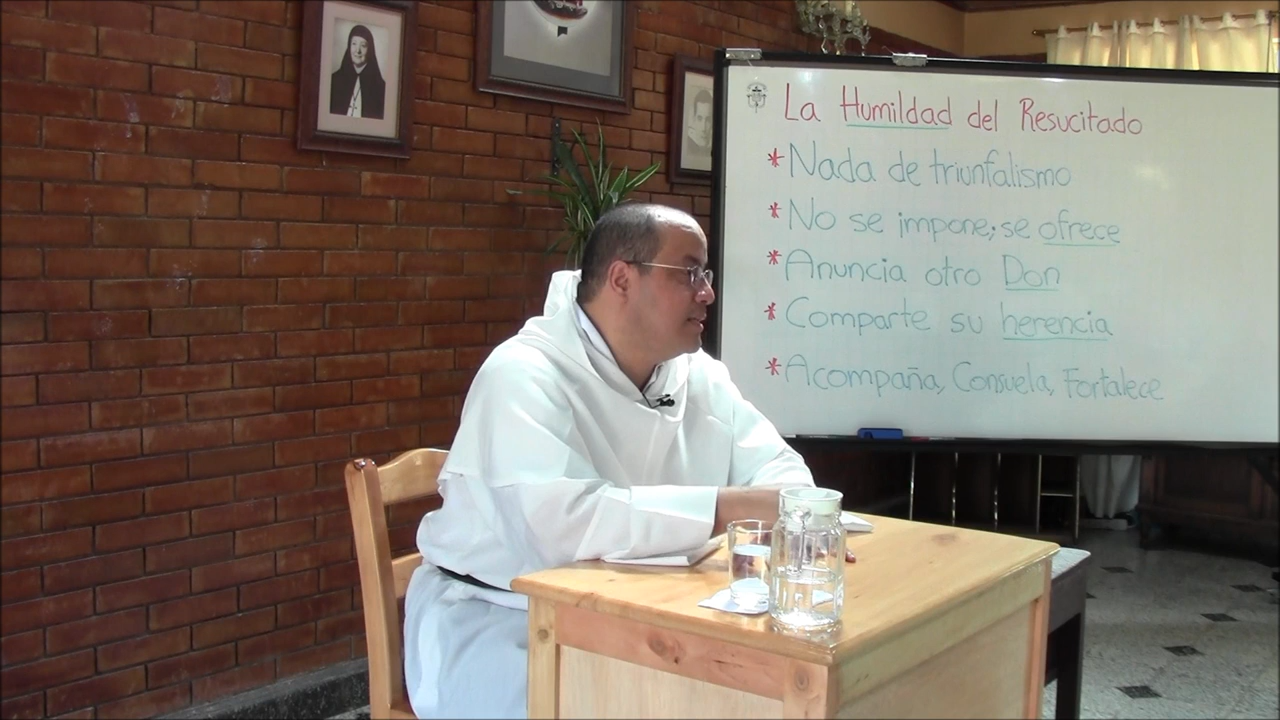 La Humildad del Resucitado
* Nada de triunfalismo
* No se impone; se ofrece
* Anuncia otro Don
* Comparte su herencia
* Acompaña, Consuela, Fortalece